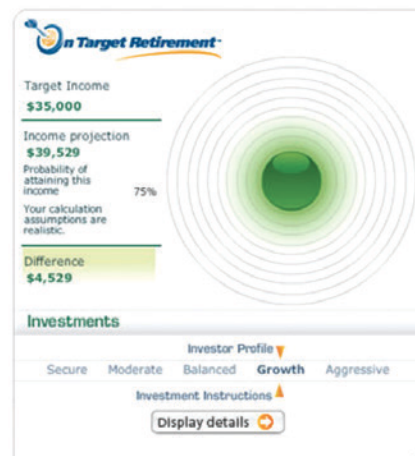 On Target Retirement
Target Income
$35,000
Income projection
$39,529
Probability of
attaining this
income
75%
Your calculation
assumptions are
realistic.
Difference
$4,529
Investments
Investor Profile
Secure Moderate Balanced Growth Aggressive
Investment Instructions
Display details